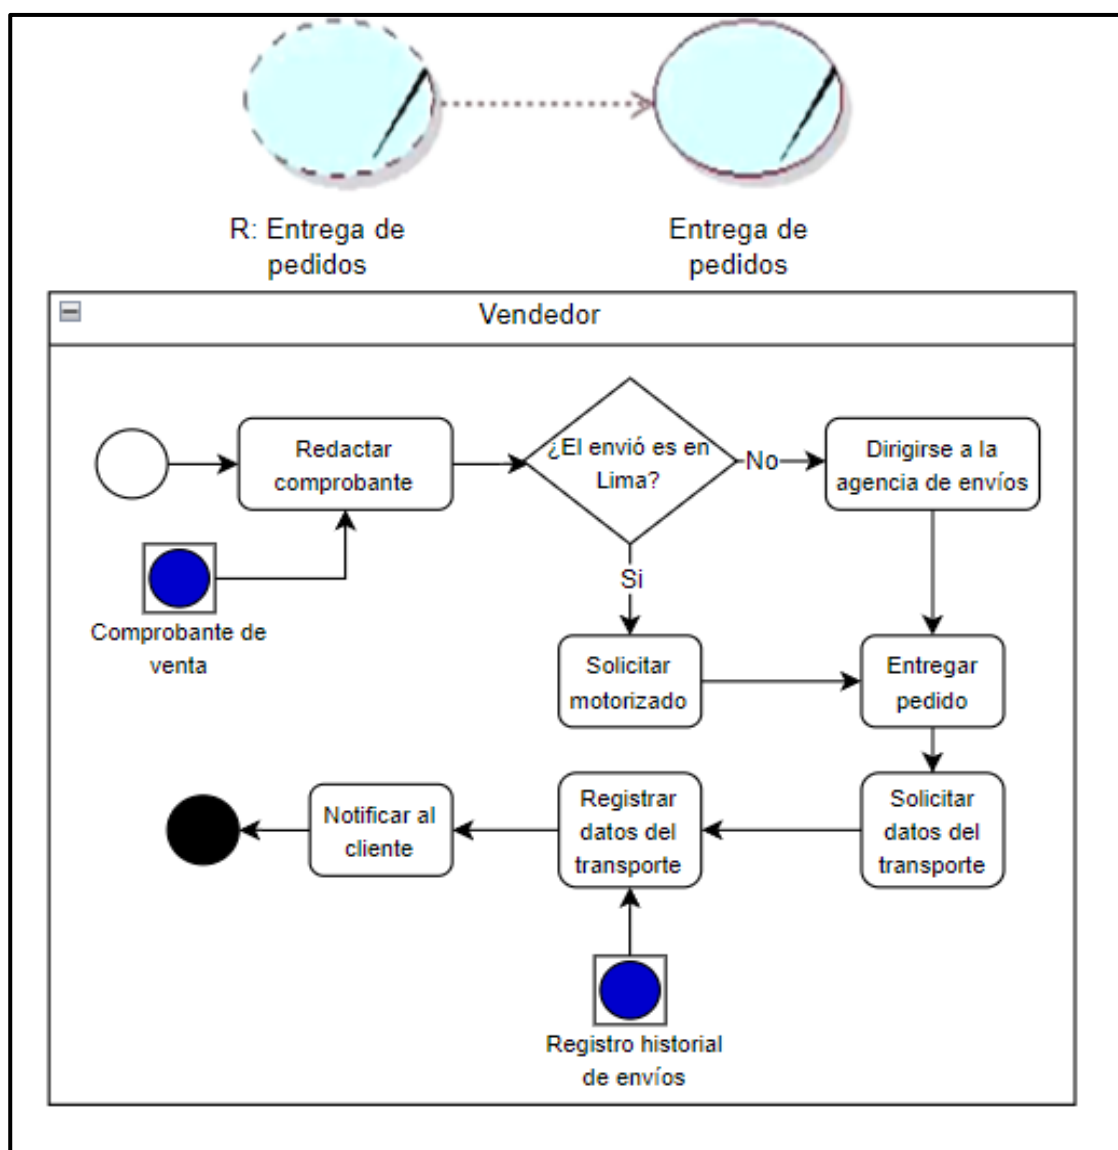 R: Entrega de
pedidos
Entrega de
pedidos
Vendedor
Redactar
comprobante
¿El envió es en
Lima?
No
Dirigirse a la
agencia de envíos
Comprobante de
venta
Si
Solicitar
motorizado
Entregar
pedido
Notificar al
cliente
Registrar
datos del
transporte
Solicitar
datos del
transporte
Registro historial
de envíos